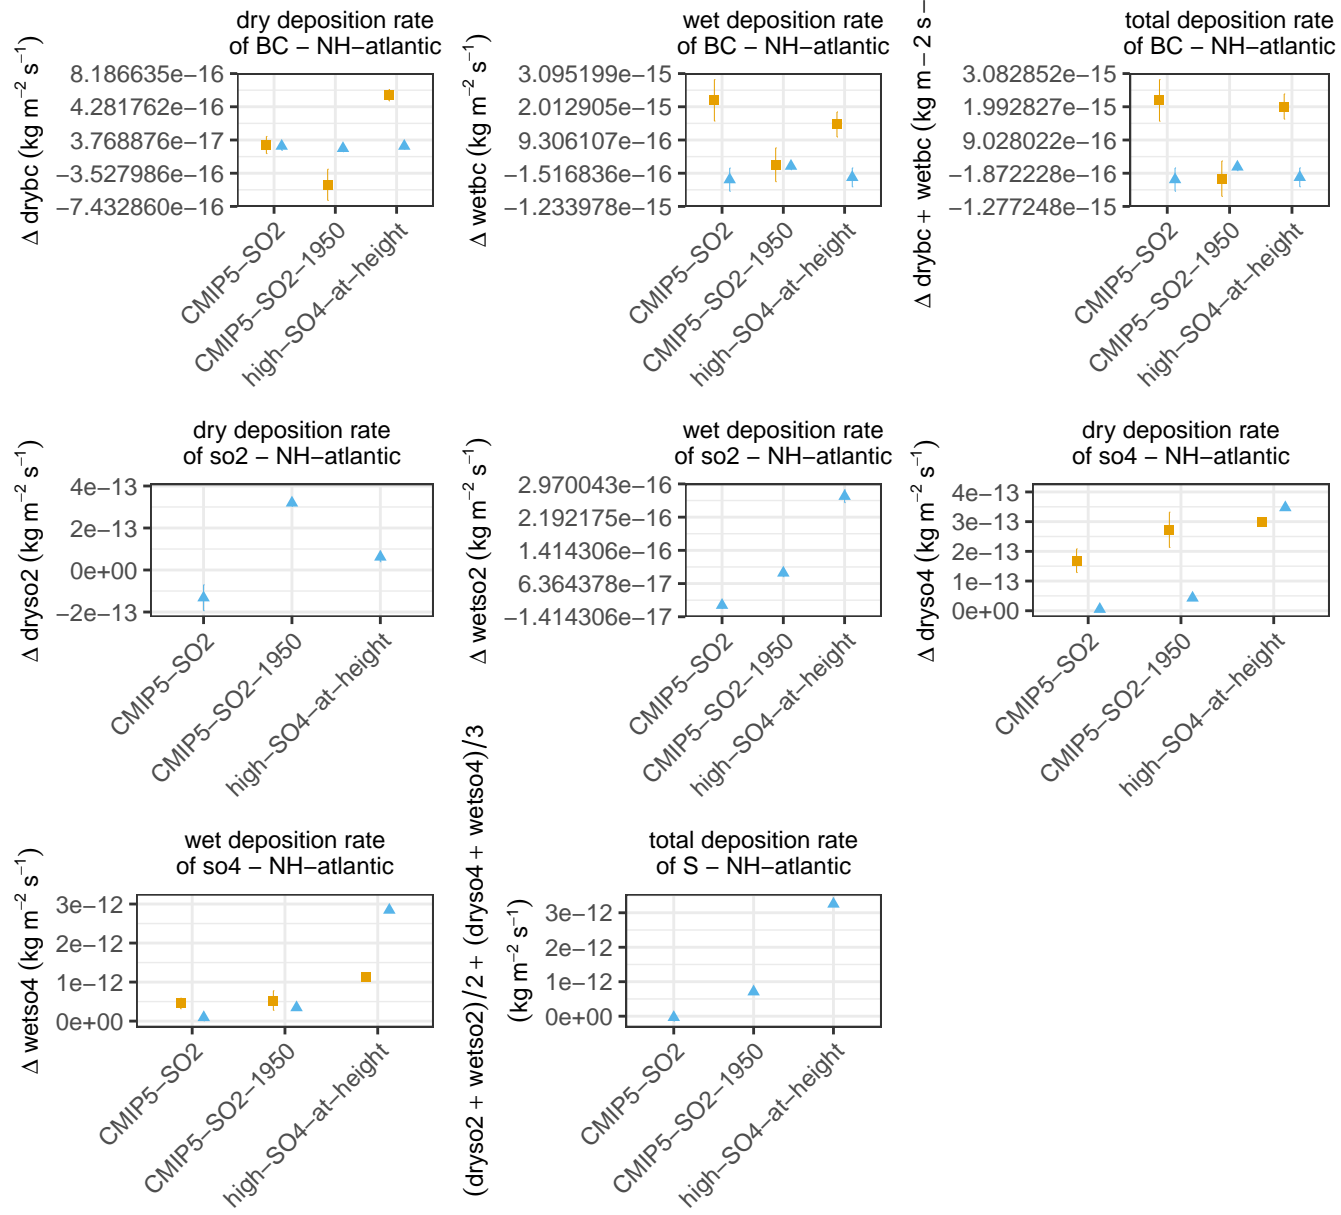 dry deposition rate
of BC − NH−atlantic
Δ drybc (kg m−2 s−1)
8.186635e−16
4.281762e−16
3.768876e−17
−3.527986e−16
−7.432860e−16
CMIP5−SO2
CMIP5−SO2−1950
high−SO4−at−height
wet deposition rate
of BC − NH−atlantic
Δ wetbc (kg m−2 s−1)
3.095199e−15
2.012905e−15
9.306107e−16
−1.516836e−16
−1.233978e−15
CMIP5−SO2
CMIP5−SO2−1950
high−SO4−at−height
total deposition rate
of BC − NH−atlantic
Δ drybc + wetbc (kg m−2 s−
3.082852e−15
1.992827e−15
9.028022e−16
−1.872228e−16
−1.277248e−15
CMIP5−SO2
CMIP5−SO2−1950
high−SO4−at−height
dry deposition rate
of so2 − NH−atlantic
Δ dryso2 (kg m−2 s−1)
4e−13
2e−13
0e+00
−2e−13
CMIP5−SO2
CMIP5−SO2−1950
high−SO4−at−height
wet deposition rate
of so2 − NH−atlantic
Δ wetso2 (kg m−2 s−1)
2.970043e−16
2.192175e−16
1.414306e−16
6.364378e−17
−1.414306e−17
CMIP5−SO2
CMIP5−SO2−1950
high−SO4−at−height
dry deposition rate
of so4 − NH−atlantic
Δ dryso4 (kg m−2 s−1)
4e−13
3e−13
2e−13
1e−13
0e+00
CMIP5−SO2
CMIP5−SO2−1950
high−SO4−at−height
wet deposition rate
of so4 − NH−atlantic
Δ wetso4 (kg m−2 s−1)
3e−12
2e−12
1e−12
0e+00
CMIP5−SO2
CMIP5−SO2−1950
high−SO4−at−height
total deposition rate
of S − NH−atlantic
(dryso2 + wetso2)/2 + (dryso4 + wetso4)/3
(kg m−2 s−1)
3e−12
2e−12
1e−12
0e+00
CMIP5−SO2
CMIP5−SO2−1950
high−SO4−at−height